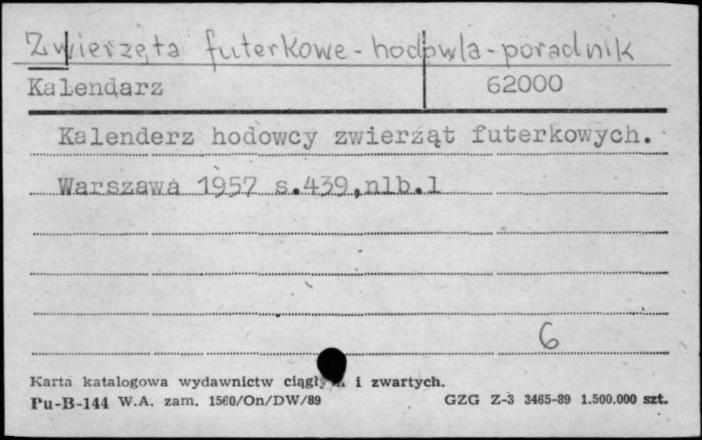 Zwierzęta futerkowe - hodowla - poradnik
Kalendarz 62000
Kalenderz hodowcy zwierząt futerkowych.
Warszawa 1957 s.439,nlb.1
6
Karta katalogowa wydawnictw i zwartych.
Pu-B-144 W.A. zam. 1560/On/DW/89 GZG Z-3 3465-89 1.500.000 szt.